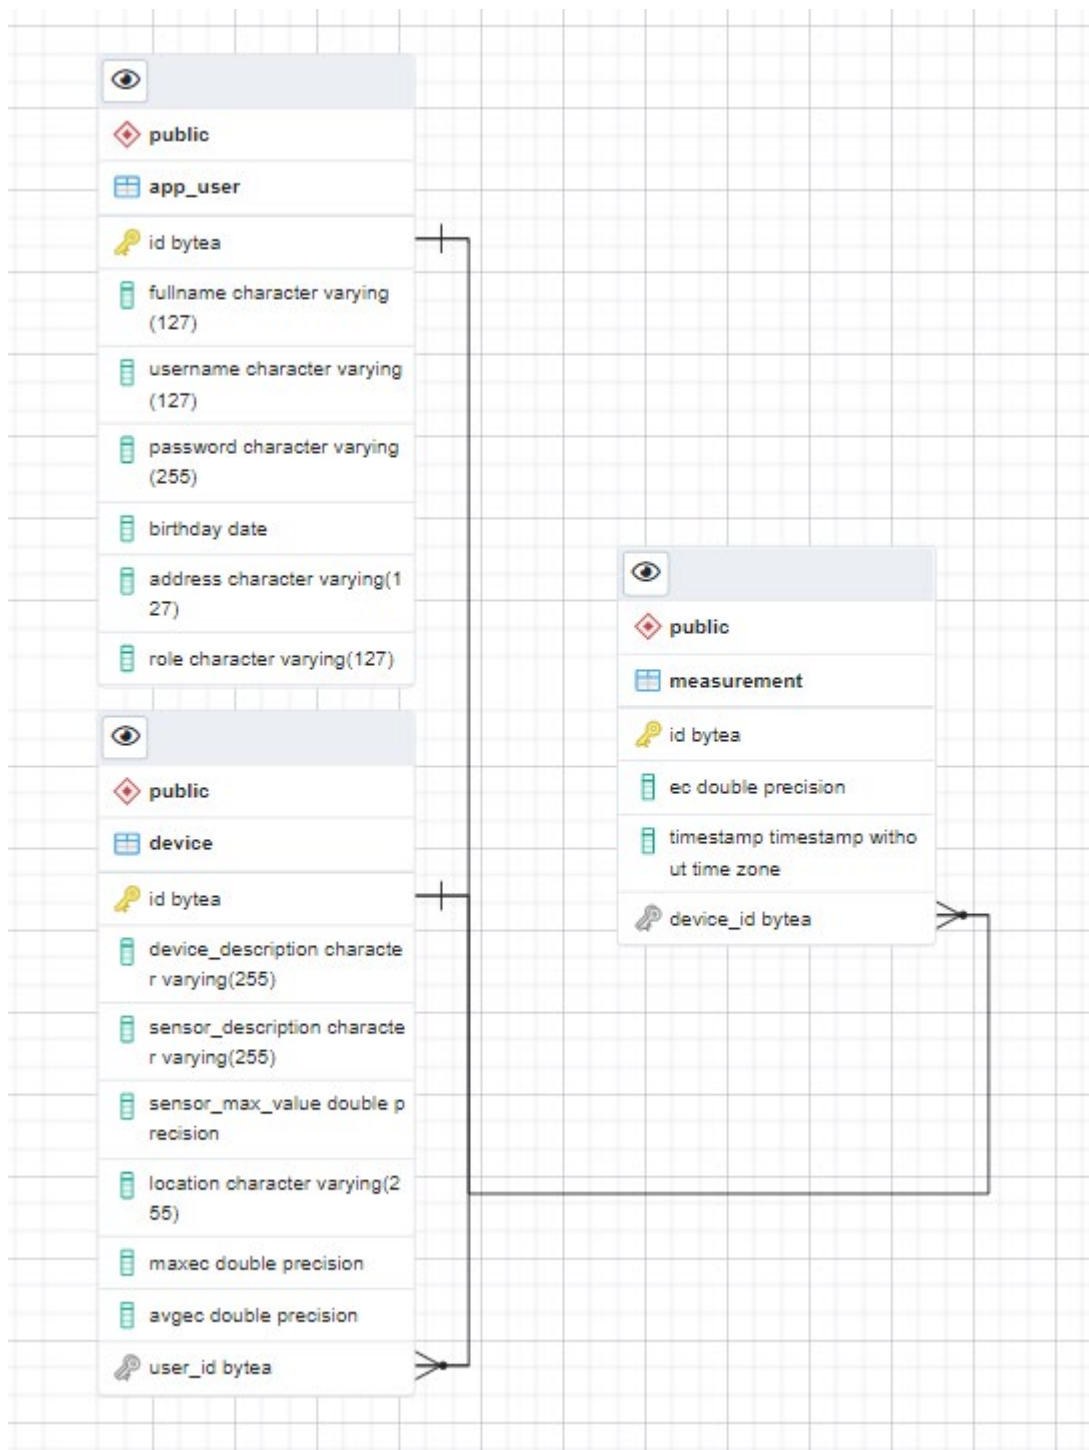 public
app_user
id bytea
fullname character varying
(127)
username character varying
(127)
password character varying
(255)
birthday date
address character varying(1
27)
role character varying(127)
public
device
id bytea
device_description characte
r varying(255)
sensor_description characte
r varying(255)
sensor_max_value double p
recision
location character varying(2
55)
maxec double precision
avgec double precision
user_id bytea
public
measurement
id bytea
ec double precision
timestamp timestamp witho
ut time zone
device_id bytea